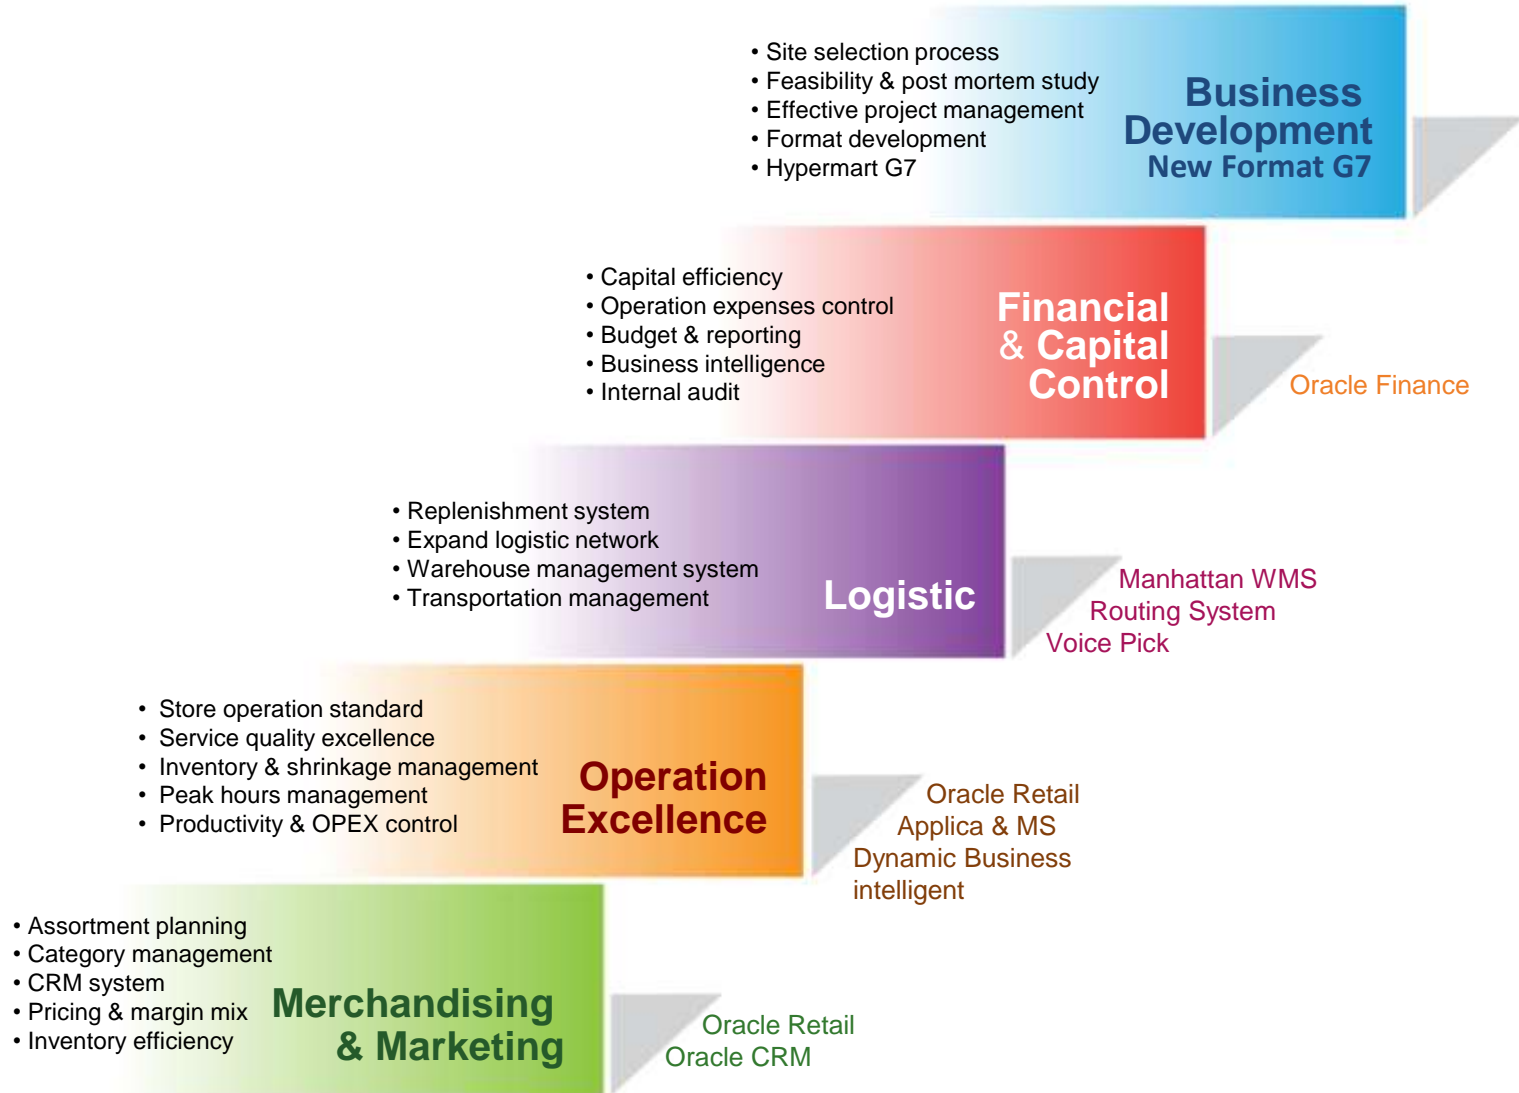 • Site selection process
• Feasibility & post mortem study
• Effective project management
• Format development
• Hypermart G7
Business
Development
New Format G7
• Capital efficiency
• Operation expenses control
• Budget & reporting
• Business intelligence
• Internal audit
Financial
& Capital
Control
Oracle Finance
• Replenishment system
• Expand logistic network
• Warehouse management system
• Transportation management
Logistic
Manhattan WMS
Routing System
Voice Pick
• Store operation standard
• Service quality excellence
• Inventory & shrinkage management
• Peak hours management
• Productivity & OPEX control
Operation
Excellence
Oracle Retail
Applica & MS
Dynamic Business
intelligent
• Assortment planning
• Category management
• CRM system
• Pricing & margin mix
• Inventory efficiency
Merchandising
& Marketing
Oracle Retail
Oracle CRM